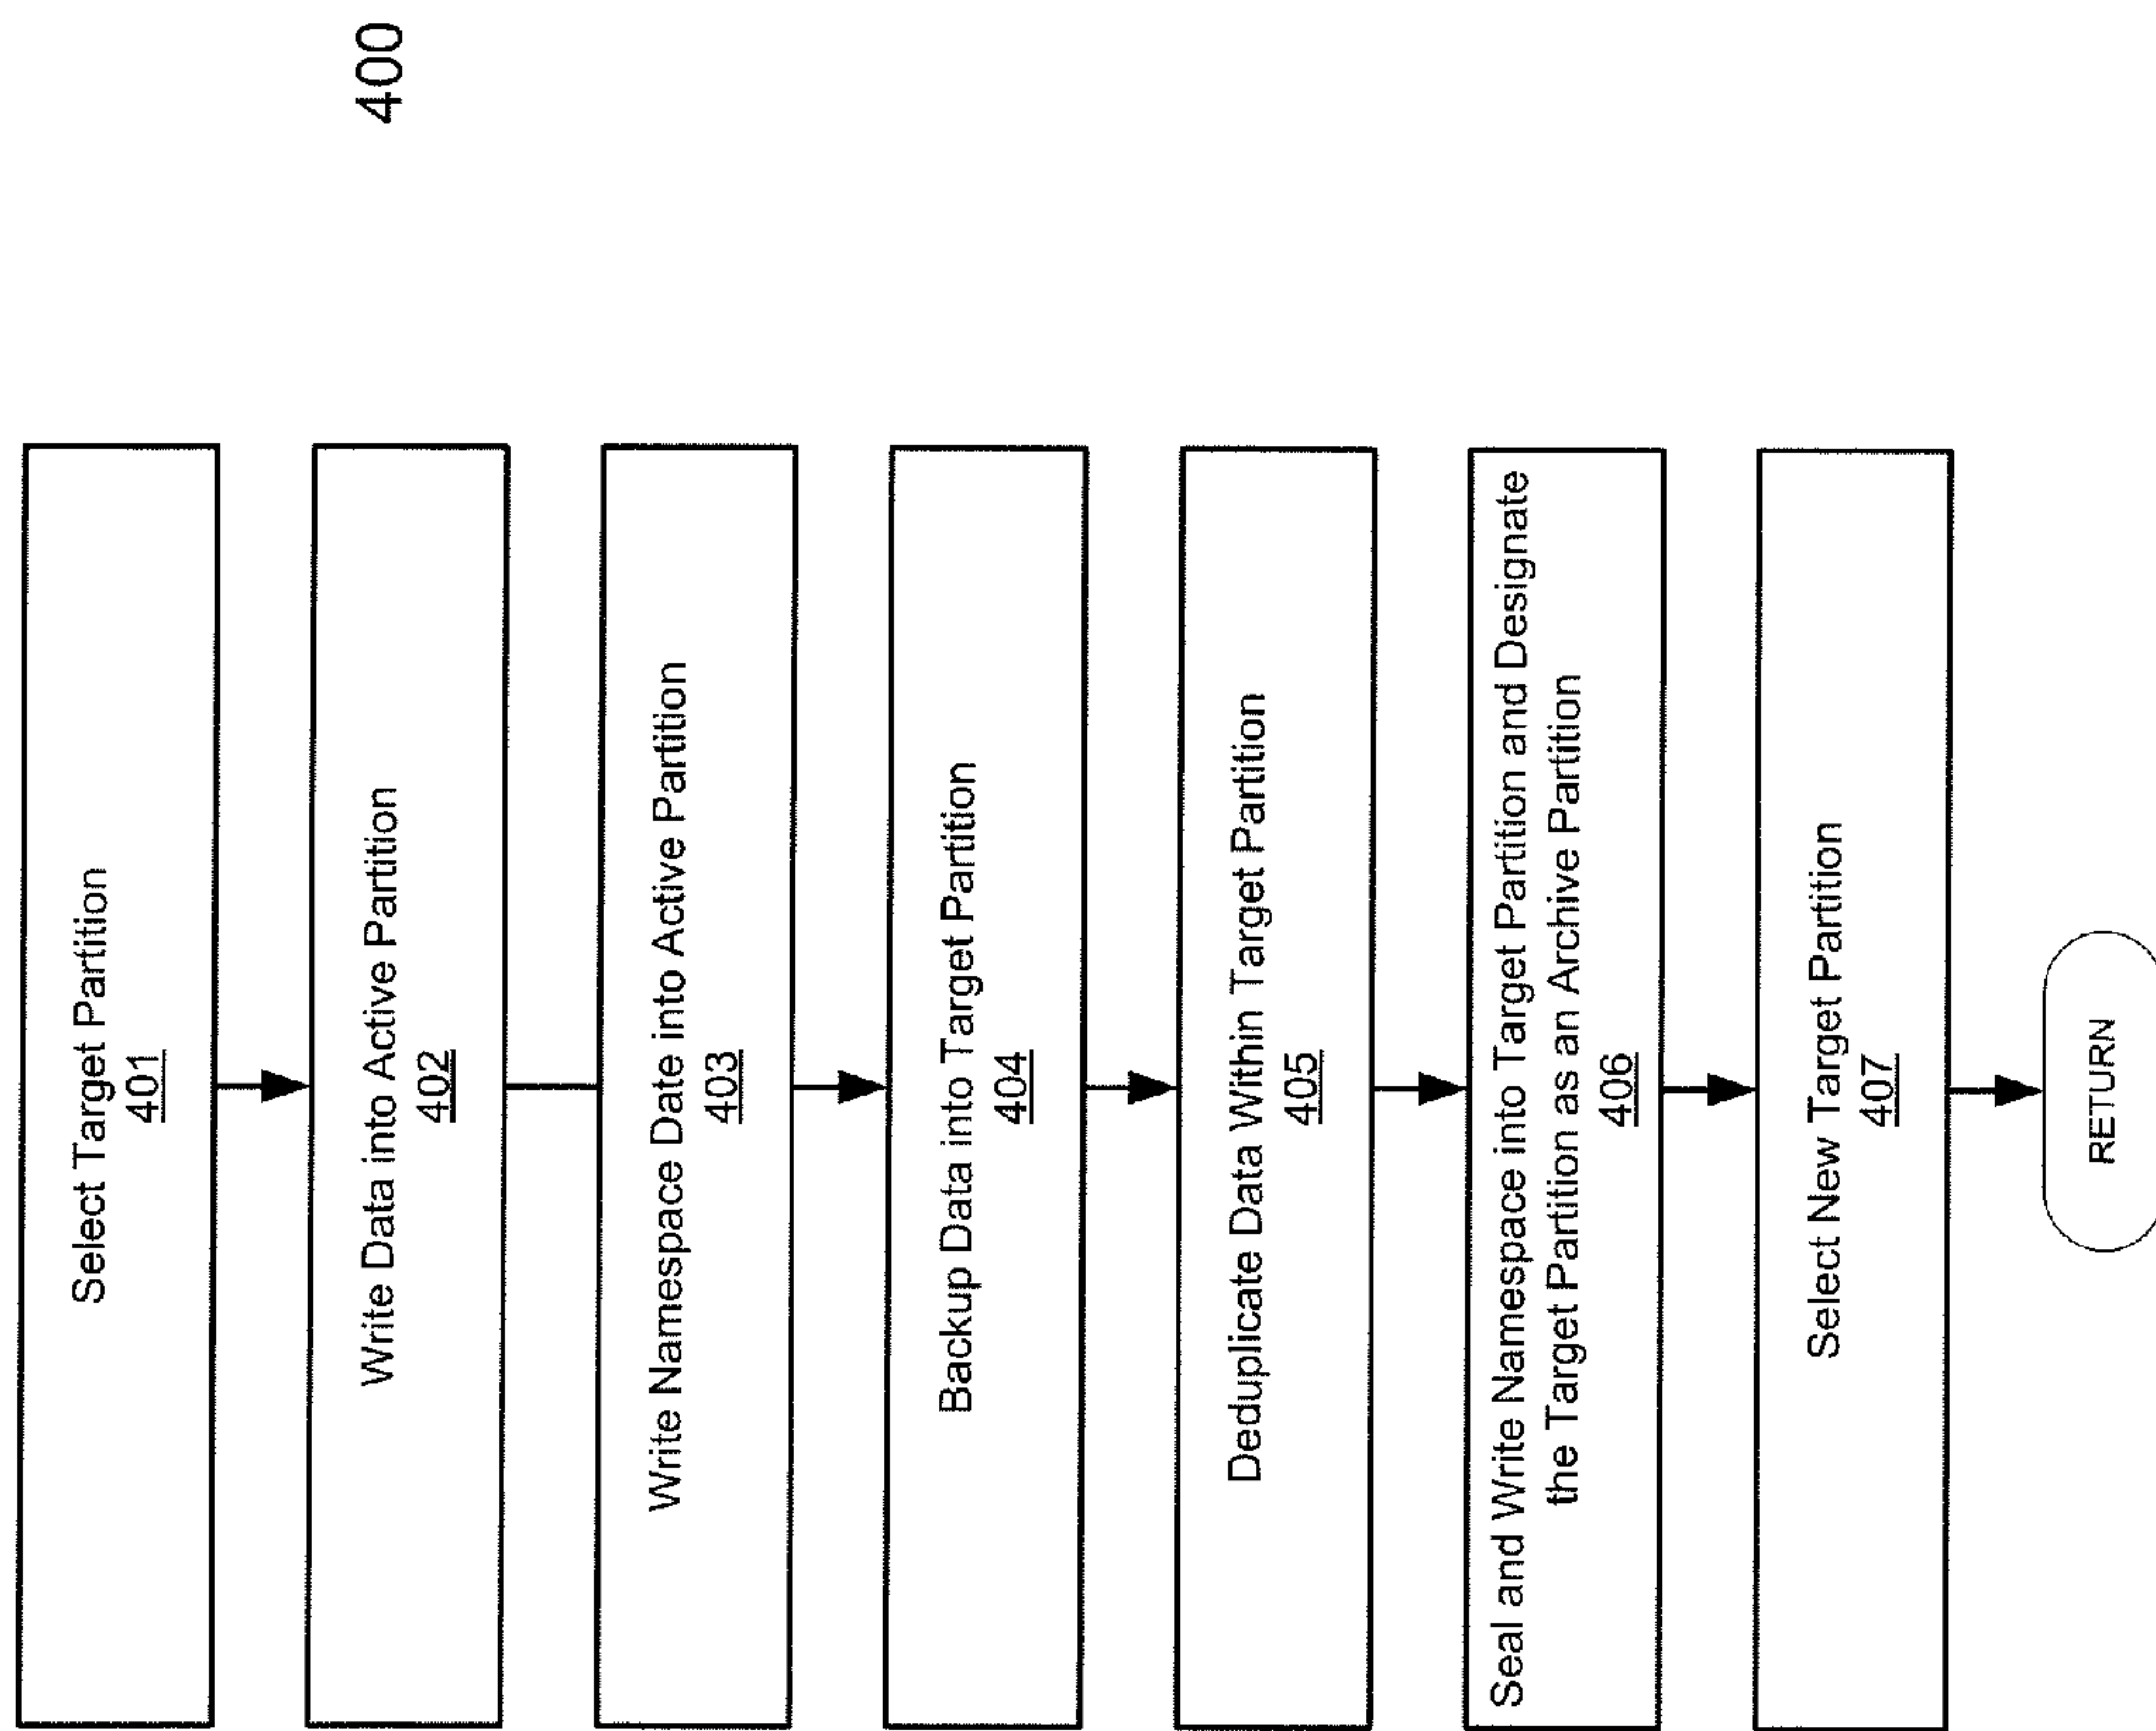 400
Select Target Partition
401
Write Data into Active Partition
402
Write Namespace Date into Active Partition
403
Backup Data into Target Partition
404
Deduplicate Data Within Target Partition
405
Seal and Write Namespace into Target Partition and Designate
the Target Partition as an Archive Partition
406
Select New Target Partition
407
RETURN